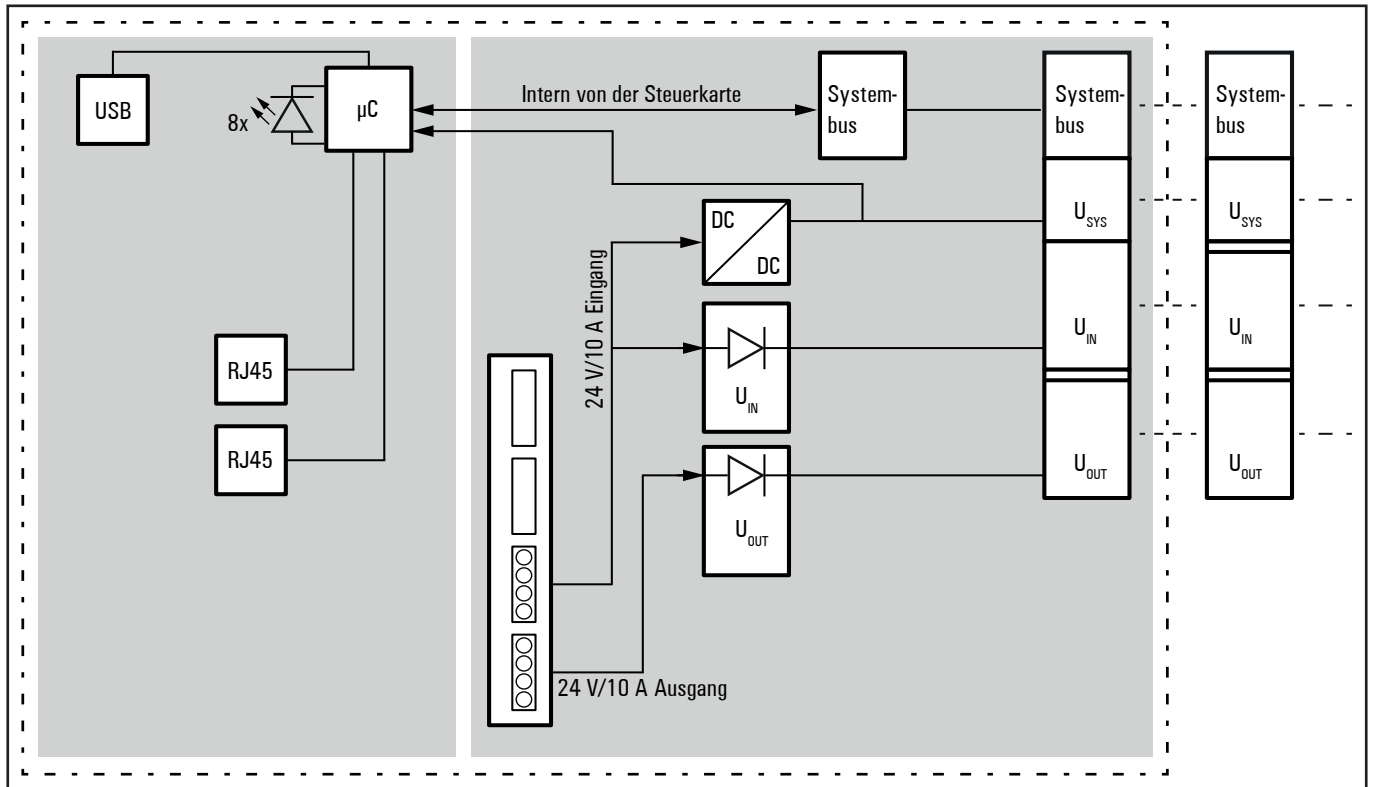 USB
8x
µC
Intern von der Steuerkarte
System-
bus
System-
bus
System-
bus
DC
DC
U_SYS
U_SYS
24 V/10 A Eingang
RJ45
U_IN
U_IN
U_IN
RJ45
U_OUT
U_OUT
U_OUT
24 V/10 A Ausgang